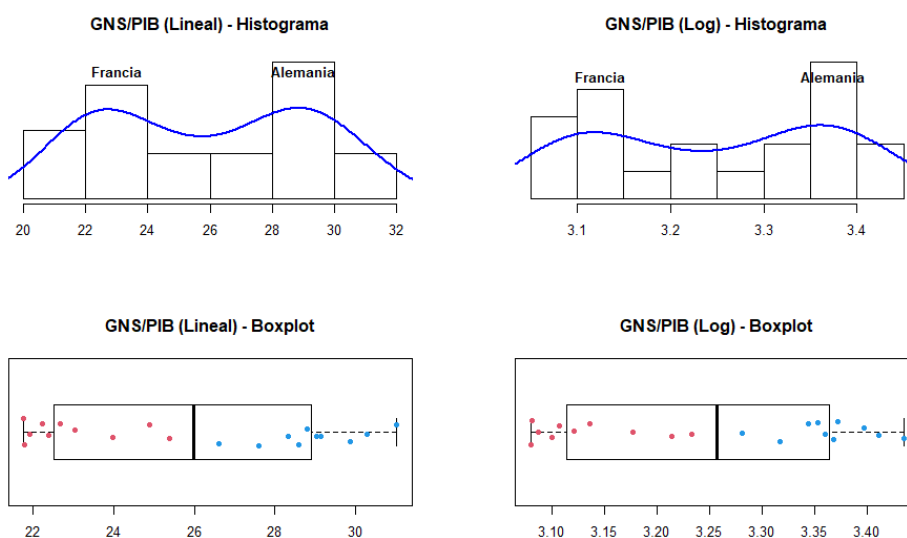 GNS/PIB (Lineal) - Histograma
Francia
Alemania
20 22 24 26 28 30 32
GNS/PIB (Log) - Histograma
Francia
Alemania
3.1 3.2 3.3 3.4
GNS/PIB (Lineal) - Boxplot
22 24 26 28 30
GNS/PIB (Log) - Boxplot
3.10 3.15 3.20 3.25 3.30 3.35 3.40